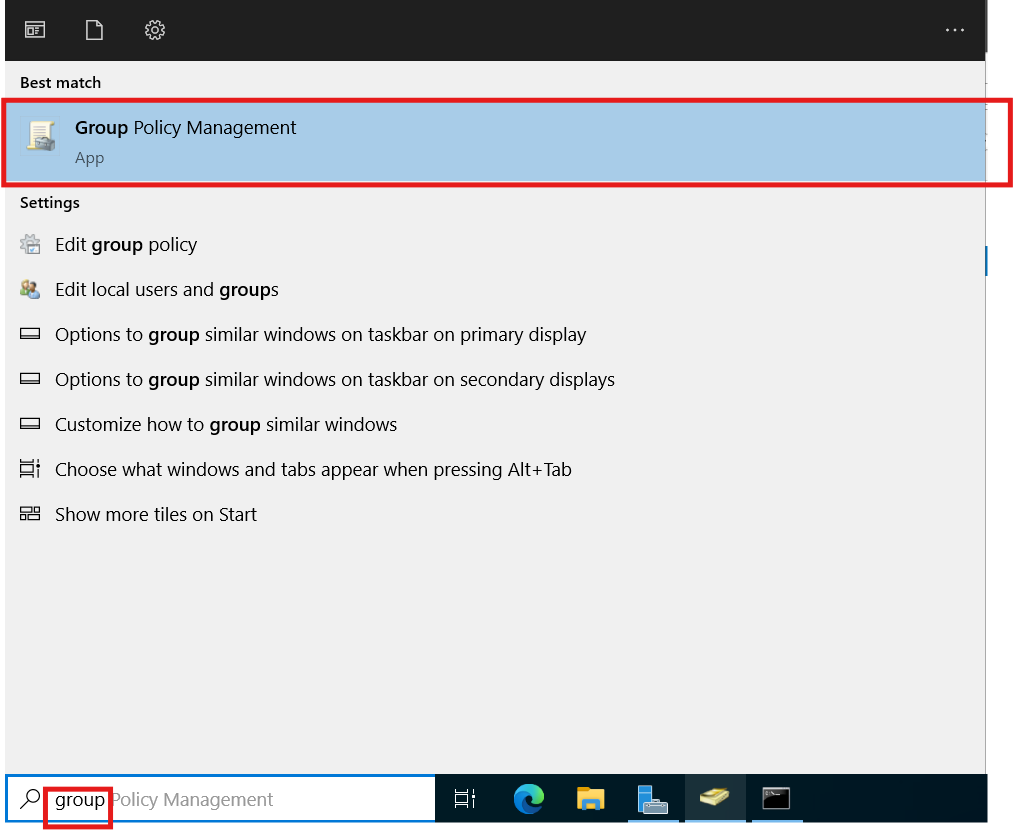 Best match
Group Policy Management
App
Settings
Edit group policy
Edit local users and groups
Options to group similar windows on taskbar on primary display
Options to group similar windows on taskbar on secondary displays
Customize how to group similar windows
Choose what windows and tabs appear when pressing Alt+Tab
Show more tiles on Start
group Policy Management